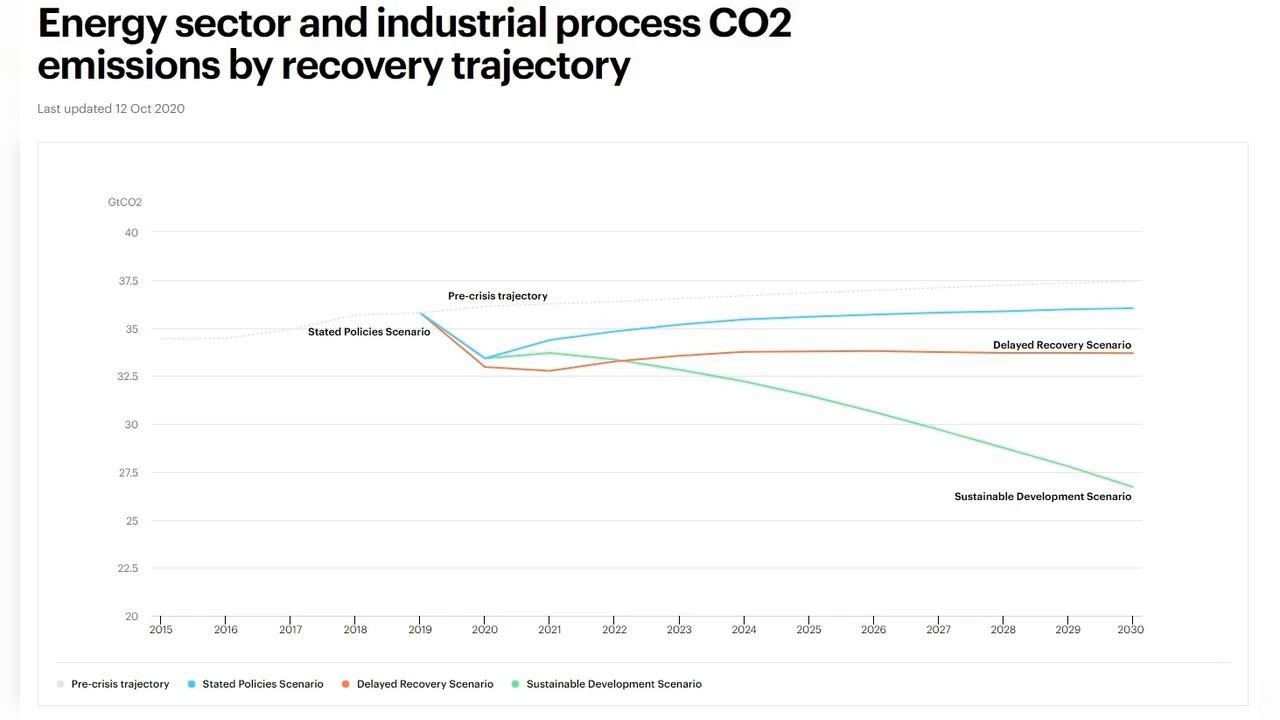 Energy sector and industrial process CO2
emissions by recovery trajectory
Last updated 12 Oct 2020
GtCO2
40
37.5
Pre-crisis trajectory
35
Stated Policies Scenario
Delayed Recovery Scenario
32.5
30
27.5
Sustainable Development Scenario
25
22.5
20
2015 2016 2017 2018 2019 2020 2021 2022 2023 2024 2025 2026 2027 2028 2029 2030
Pre-crisis trajectory Stated Policies Scenario Delayed Recovery Scenario Sustainable Development Scenario